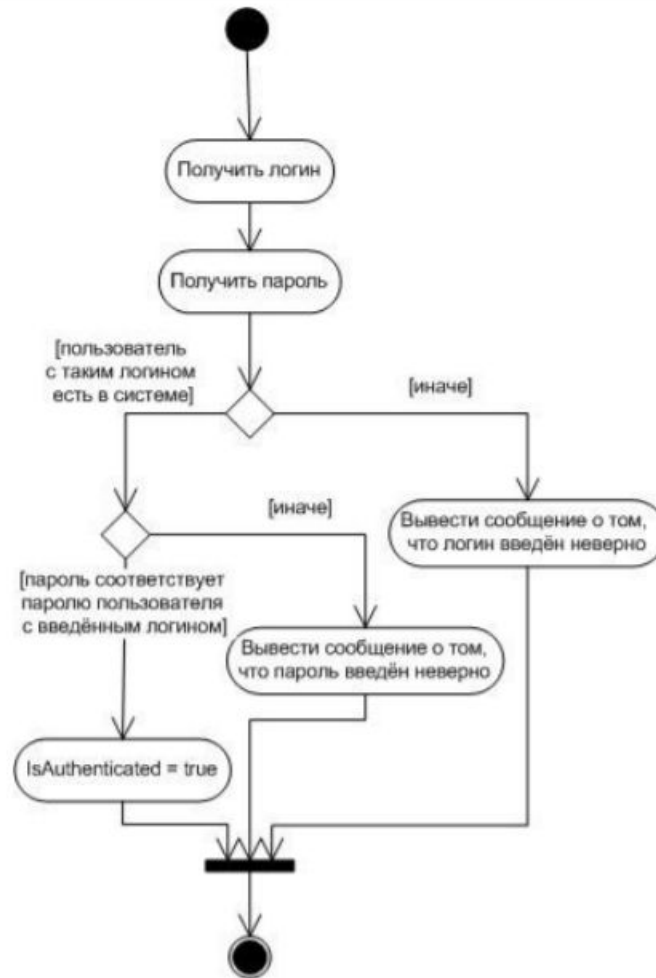 Получить логин
Получить пароль
[пользователь
с таким логином
есть в системе]
[иначе]
[иначе]
Вывести сообщение о том,
что логин введён неверно
[пароль соответствует
паролю пользователя
с введённым логином]
Вывести сообщение о том,
что пароль введён неверно
IsAuthenticated = true